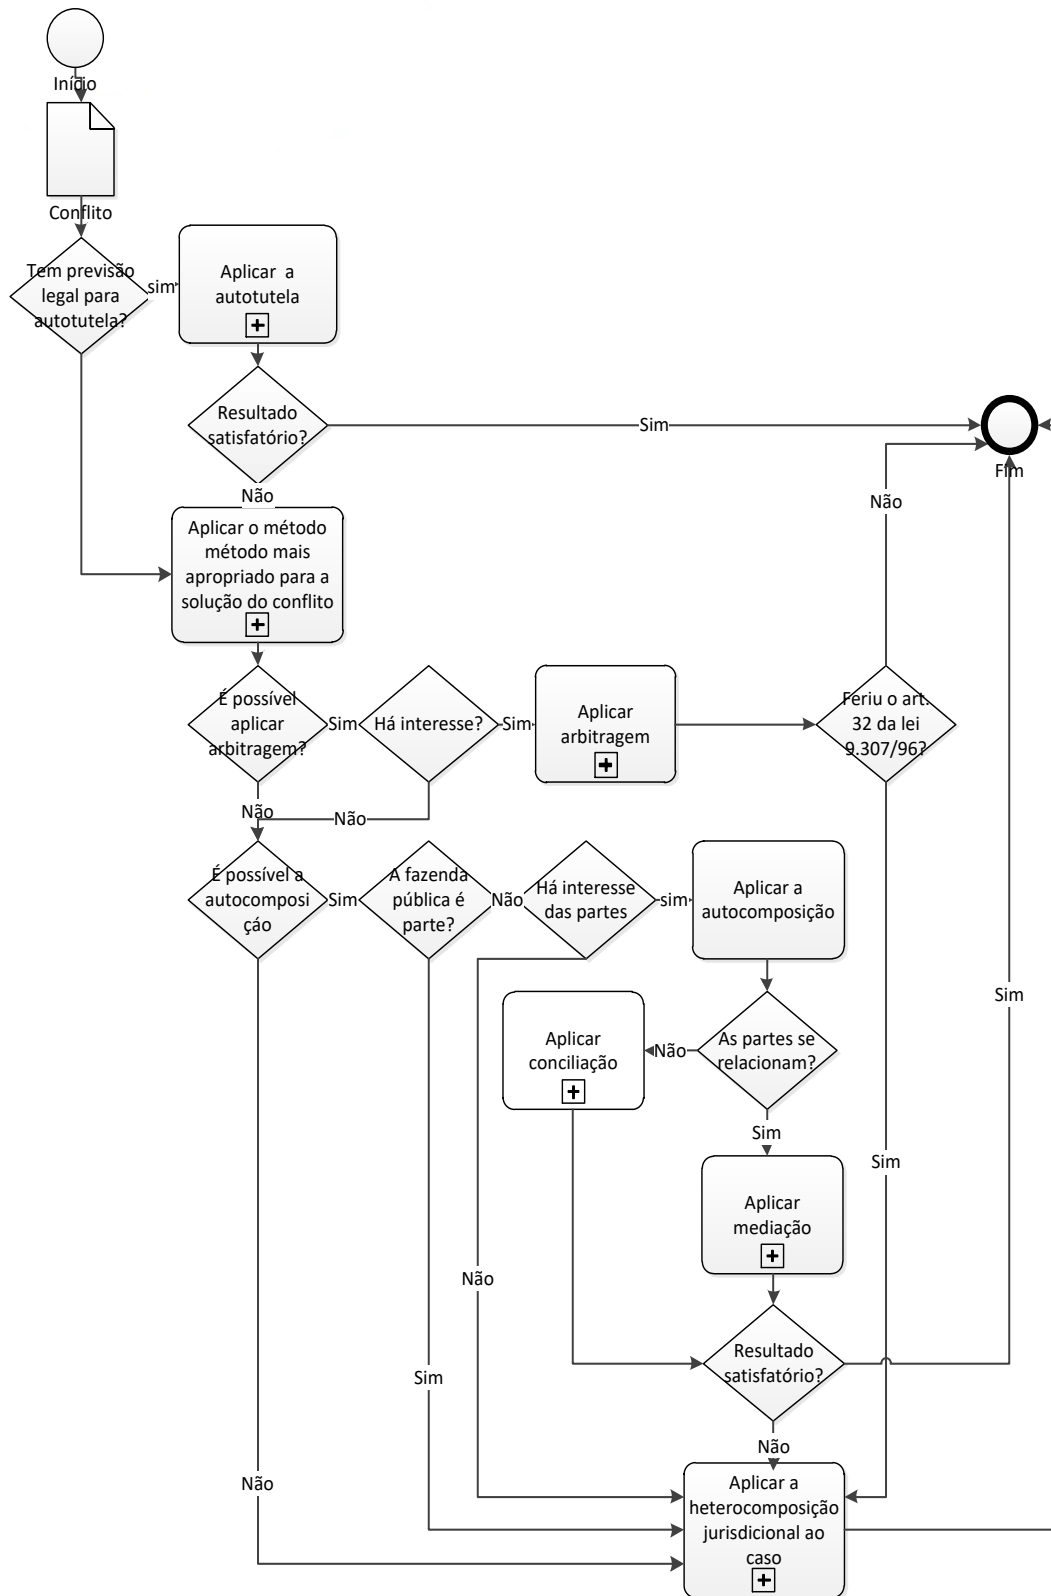 Início
Conflito
Tem previsão
legal para
autotutela?
sim
Aplicar a
autotutela
Resultado
satisfatório?
Sim
Fim
Não
Não
Aplicar o método
método mais
apropriado para a
solução do conflito
É possível
aplicar
arbitragem?
Sim
Há interesse?
Sim
Aplicar
arbitragem
Feriu o art.
32 da lei
9.307/96?
Não
Não
É possível a
autocomposi
çáo
Sim
A fazenda
pública é
parte?
Não
Há interesse
das partes
sim
Aplicar a
autocomposição
Sim
Aplicar
conciliação
Não
As partes se
relacionam?
Sim
Sim
Aplicar
mediação
Não
Sim
Resultado
satisfatório?
Não
Não
Aplicar a
heterocomposição
jurisdicional ao
caso